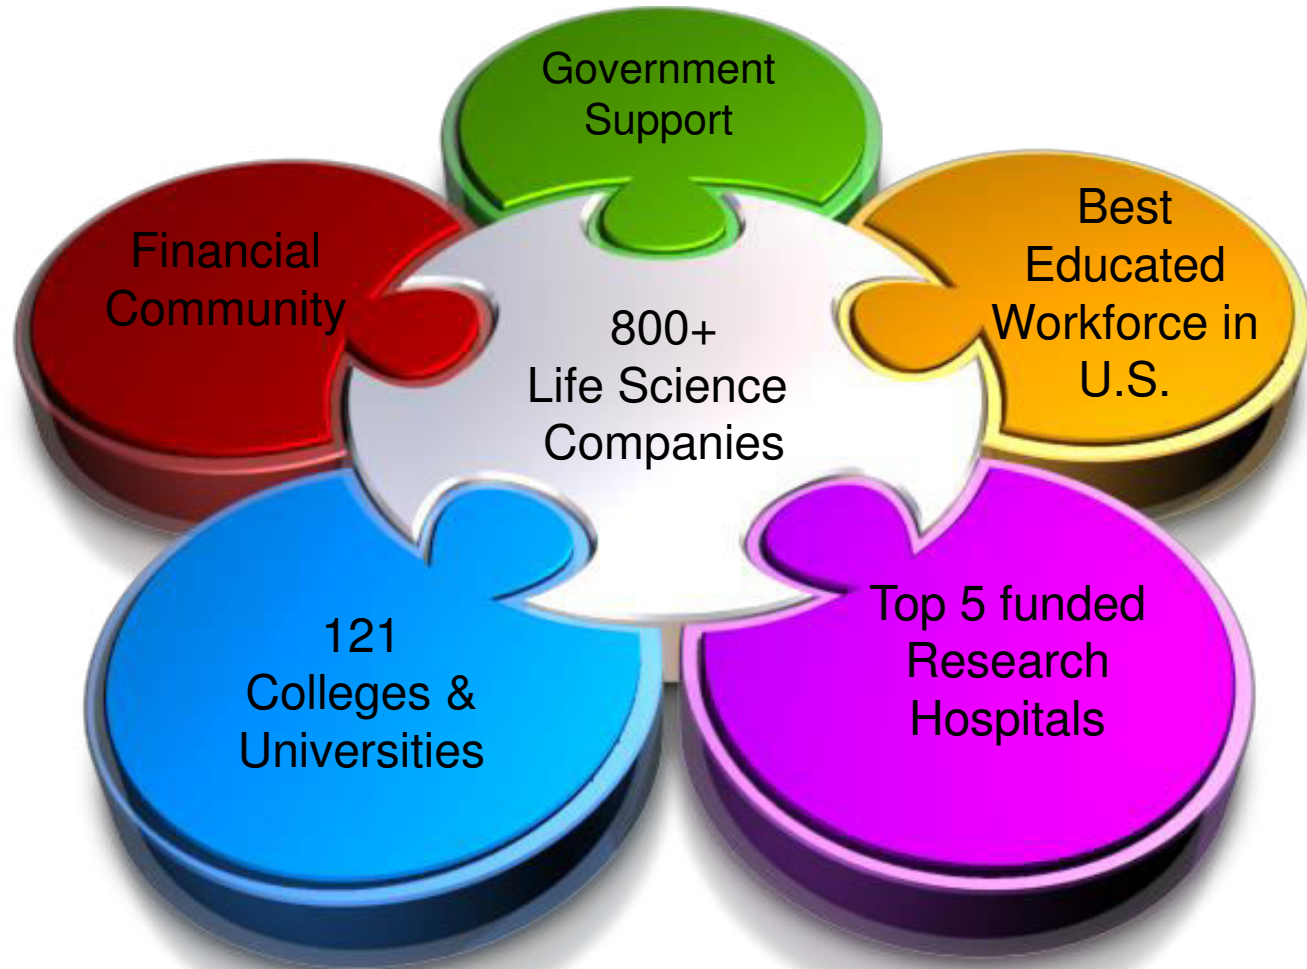 Government
Support
Financial
Community
Best
Educated
Workforce in
U.S.
800+
Life Science
Companies
121
Colleges &
Universities
Top 5 funded
Research
Hospitals